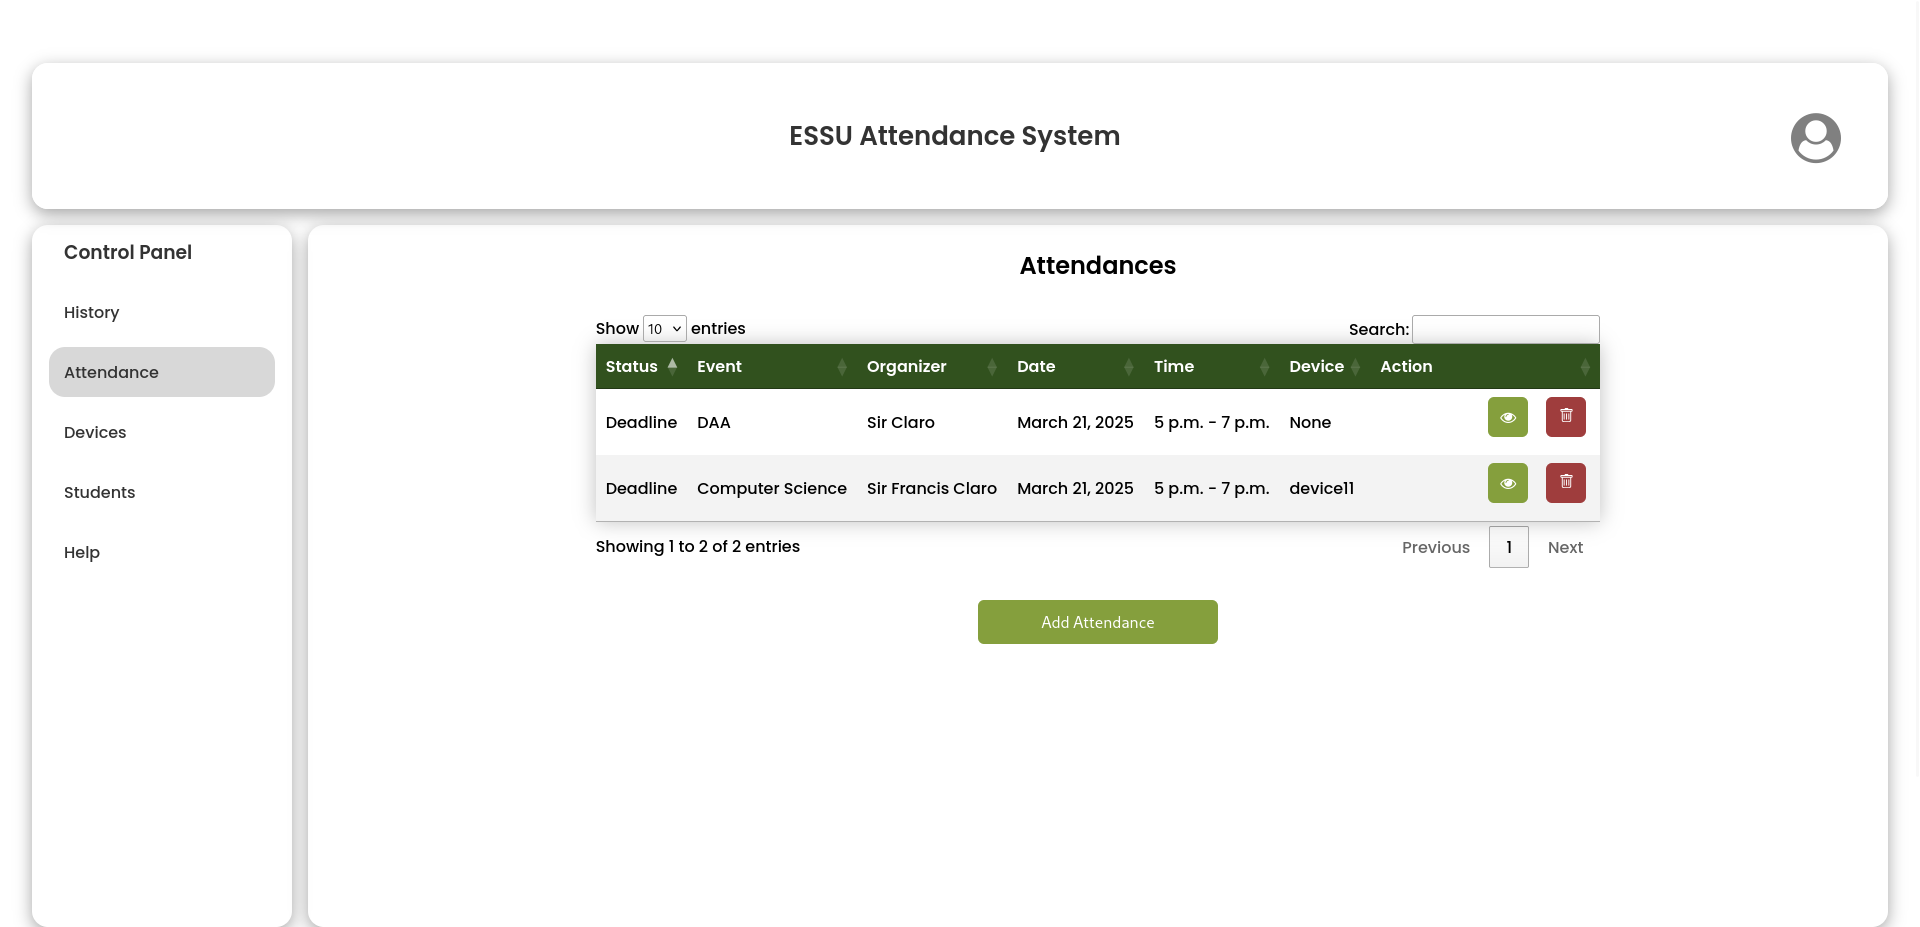 ESSU Attendance System
Control Panel
History
Attendance
Devices
Students
Help
Attendances
Show 10 entries
Search:
Status Event Organizer Date Time Device Action
Deadline DAA Sir Claro March 21, 2025 5 p.m. - 7 p.m. None
Deadline Computer Science Sir Francis Claro March 21, 2025 5 p.m. - 7 p.m. device11
Showing 1 to 2 of 2 entries
Previous 1 Next
Add Attendance